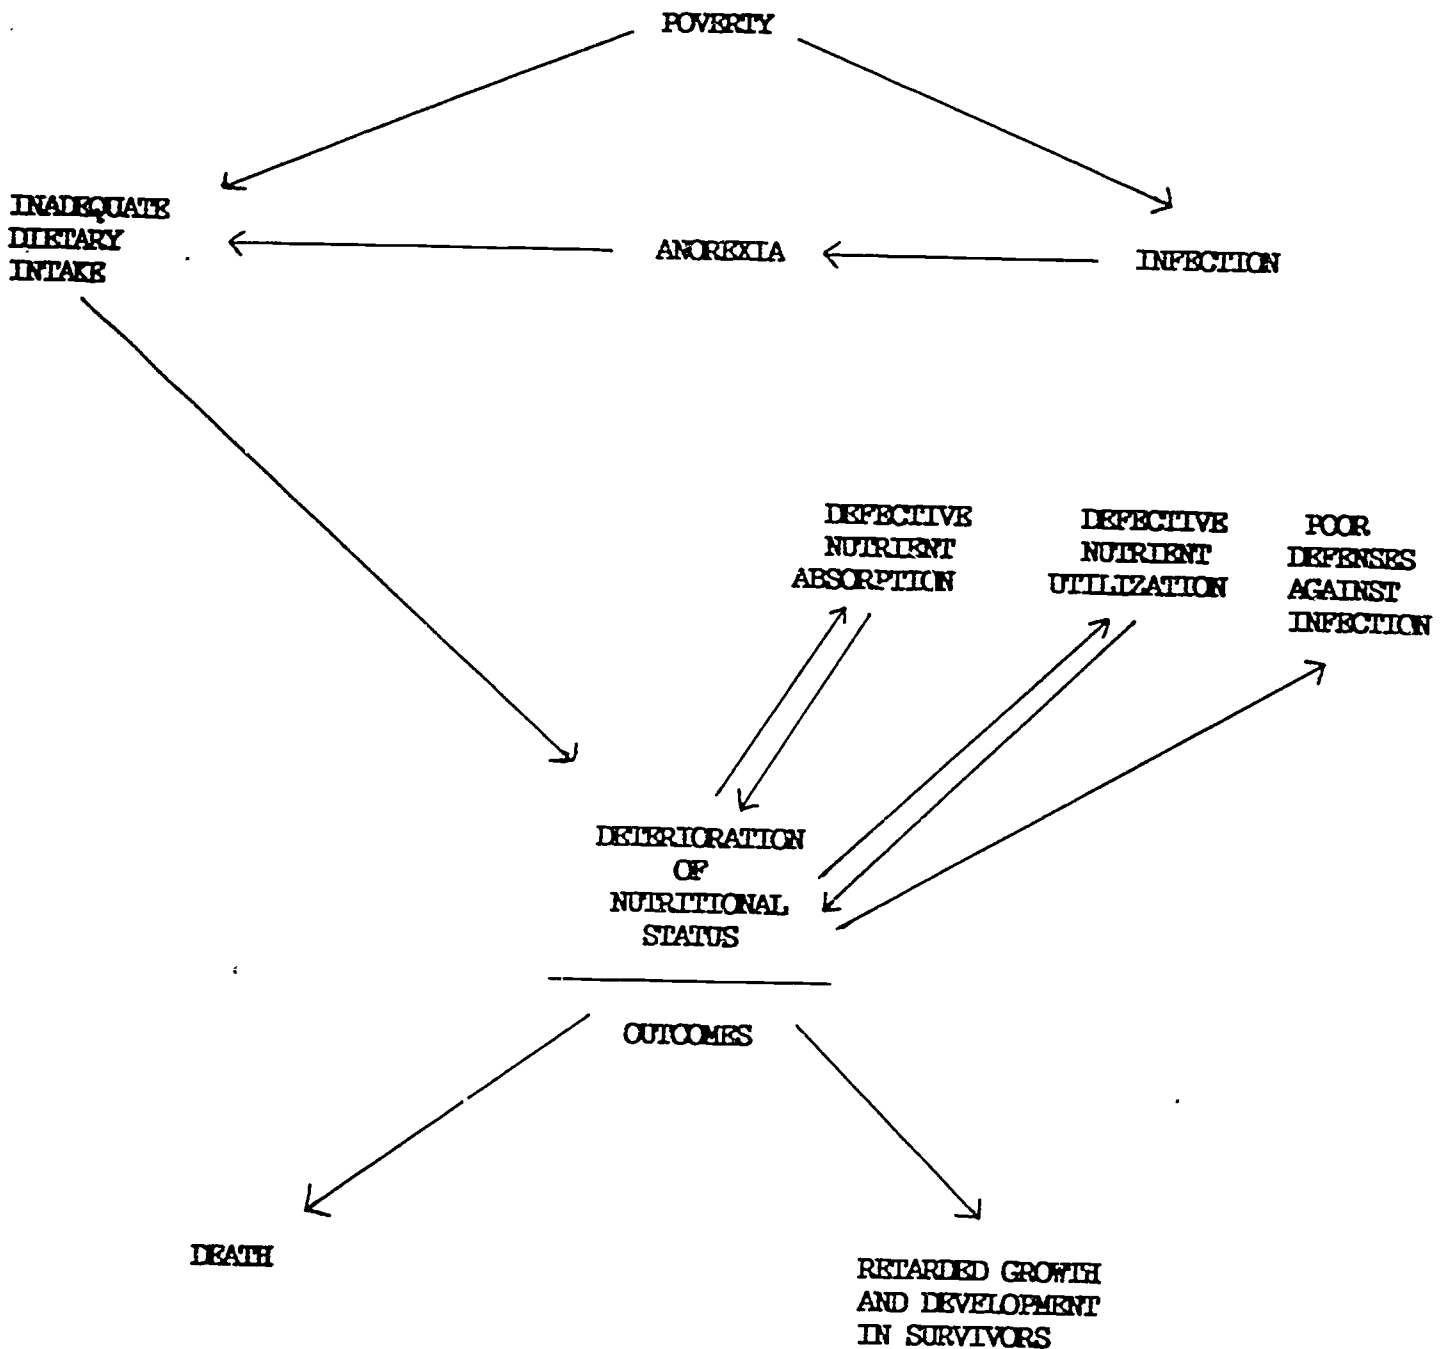 POVERTY
INADEQUATE
DIETARY
INTAKE
ANOREXIA
INFECTION
DEFECTIVE
NUTRIENT
ABSORPTION
DEFECTIVE
NUTRIENT
UTILIZATION
POOR
DEFENSES
AGAINST
INFECTION
DETERIORATION
OF
NUTRITIONAL
STATUS
OUTCOMES
DEATH
RETARDED GROWTH
AND DEVELOPMENT
IN SURVIVORS